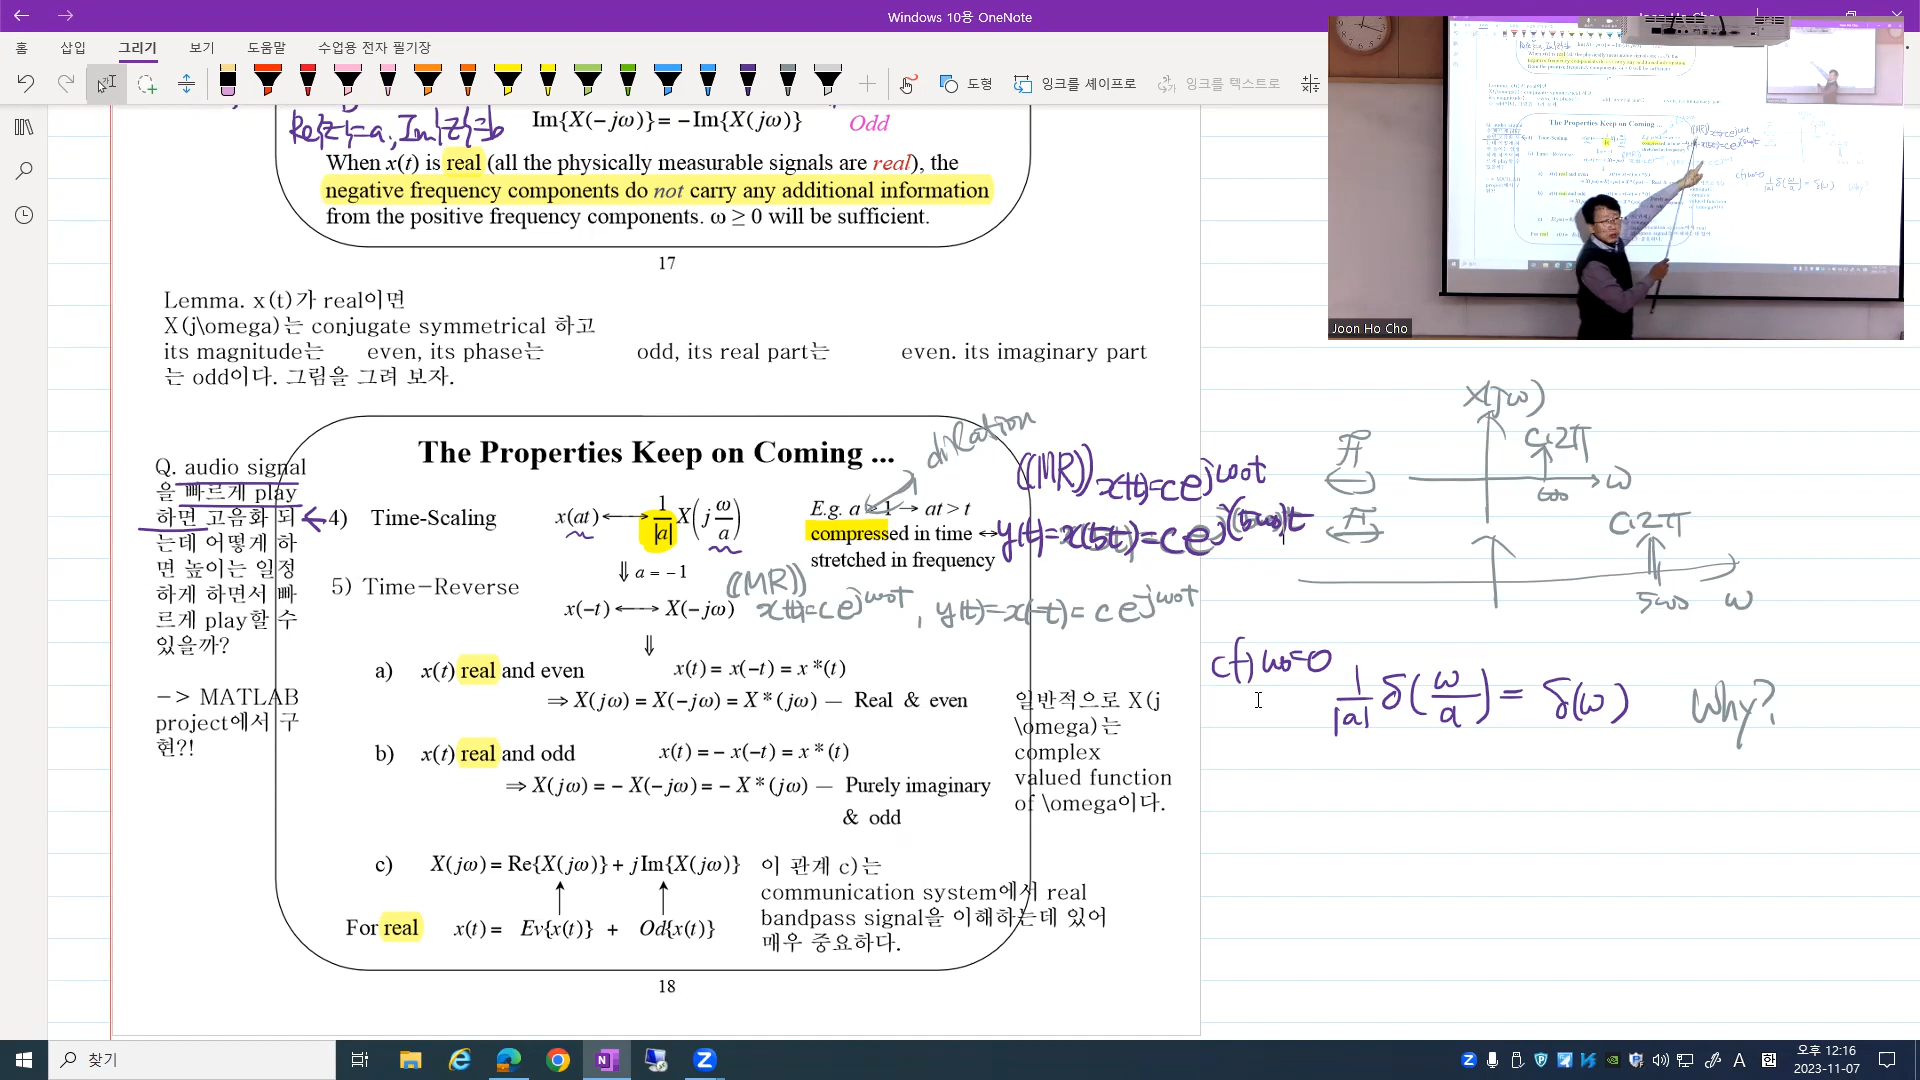 Windows 10용 OneNote
Joon Ho Cho
홈 삽입 그리기 보기 도움말 수업용 전자 필기장
도형 잉크를 셰이프로 잉크를 텍스트로
Re{z}=a, Im{z}=b
Im{X(−jω)} = −Im{X(jω)} Odd
When x(t) is real (all the physically measurable signals are real), the
negative frequency components do not carry any additional information
from the positive frequency components. ω ≥ 0 will be sufficient.
17
Joon Ho Cho
Lemma. x(t)가 real이면
X(j\omega)는 conjugate symmetrical 하고
its magnitude는 even, its phase는 odd, its real part는 even. its imaginary part
는 odd이다. 그림을 그려 보자.
The Properties Keep on Coming ...
dilation
Q. audio signal
을 빠르게 play
하면 고음화 되
는데 어떻게 하
면 높이는 일정
하게 하면서 빠
르게 play할 수
있을까?
−> MATLAB
project에서 구
현?!
4) Time-Scaling x(at) ⟷ 1/|a| X(j ω/a)
E.g. a > 1 → at > t
compressed in time ↔
stretched in frequency
((MR)) x(t)=ce^jω0t
y(t)=x(5t)=ce^j(5ω0)t
⇓ a = −1
5) Time−Reverse
x(−t) ⟷ X(−jω)
((MR)) x(t)=ce^jω0t, y(t)=x(−t)=ce^jω0t
⇓
a) x(t) real and even x(t) = x(−t) = x*(t)
⇒ X(jω) = X(−jω) = X*(jω) — Real & even
b) x(t) real and odd x(t) = − x(−t) = x*(t)
⇒ X(jω) = − X(−jω) = − X*(jω) — Purely imaginary
& odd
c) X(jω) = Re{X(jω)} + j Im{X(jω)}
For real x(t) = Ev{x(t)} + Od{x(t)}
이 관계 c)는
communication system에서 real
bandpass signal을 이해하는데 있어
매우 중요하다.
일반적으로 X(j
\omega)는
complex
valued function
of \omega이다.
18
X(jω)
C·2π
ω0 ω
C·2π
5ω0 ω
cf) ω0=0
1/|a| δ(ω/a) = δ(ω) Why?
찾기
오후 12:16
2023-11-07